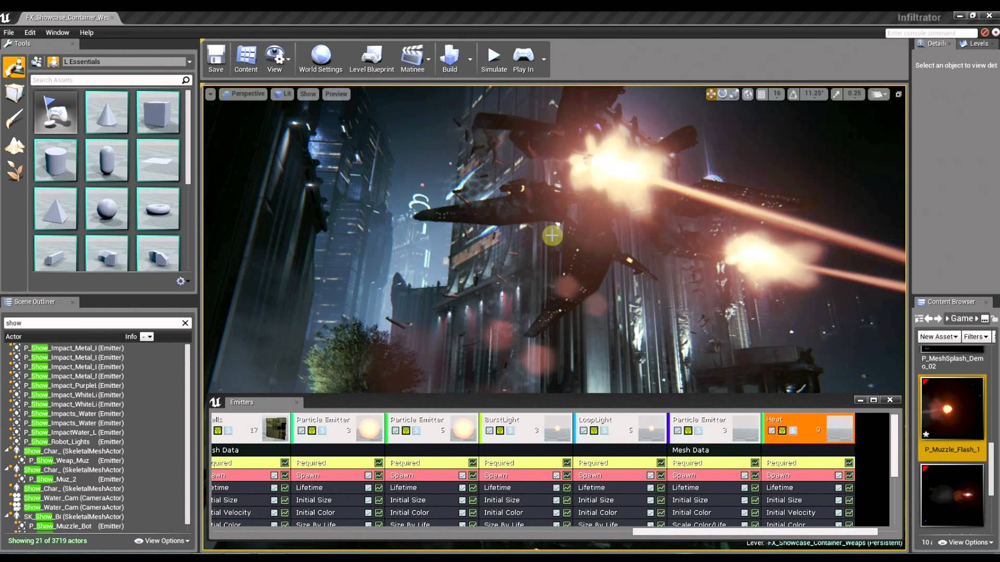 FX_Showcase_Container_Wea
Infiltrator
File Edit Window Help
Enter console command
Tools
L Essentials
Search Assets
Save
Content
View
World Settings
Level Blueprint
Matinee
Build
Simulate
Play In
Perspective
Lit
Show
Preview
16
11.25°
0.25
Details
Levels
Select an object to view det
Scene Outliner
show
Actor
Info
P_Show_Impact_Metal_ (Emitter)
P_Show_Impact_Metal_ (Emitter)
P_Show_Impact_Metal_ (Emitter)
P_Show_Impact_Metal_ (Emitter)
P_Show_Impact_PurpleL (Emitter)
P_Show_Impact_WhiteLi (Emitter)
P_Show_Impact_WhiteLi (Emitter)
P_Show_Impacts_Water (Emitter)
P_Show_Impacts_Water (Emitter)
P_Show_ImpactWater_L (Emitter)
P_Show_Robot_Lights (Emitter)
Show_Char_ (SkeletalMeshActor)
P_Show_Weap_Muz (Emitter)
Show_Char_ (SkeletalMeshActor)
P_Show_Muz_2 (Emitter)
Show_Char_ (SkeletalMeshActor)
Show_Water_Cam (CameraActor)
Show_Water_Cam (CameraActor)
SK_Show_B (SkeletalMeshActor)
P_Show_Muzzle_Bot (Emitter)
Showing 21 of 3719 actors
View Options
Emitters
ells 17
Particle Emitter 3
Particle Emitter 5
BurstLight 3
LoopLight 5
Particle Emitter 3
Heat 9
sh Data
Mesh Data
quired Required Required Required Required Required Required
awn Spawn Spawn Spawn Spawn Spawn Spawn
etime Lifetime Lifetime Lifetime Lifetime Lifetime Lifetime
tial Size Initial Size Initial Size Initial Size Initial Size Initial Size Initial Size
tial Velocity Initial Color Initial Color Initial Color Initial Color Initial Color Initial Velocity
tial Color Size By Life Size By Life Size By Life Size By Life Scale Color/Life Initial Color
Level: FX_Showcase_Container_Weaps (Persistent)
Content Browser
Game
New Asset
Filters
P_MeshSplash_Dem
o_02
P_Muzzle_Flash_1
10
View Options